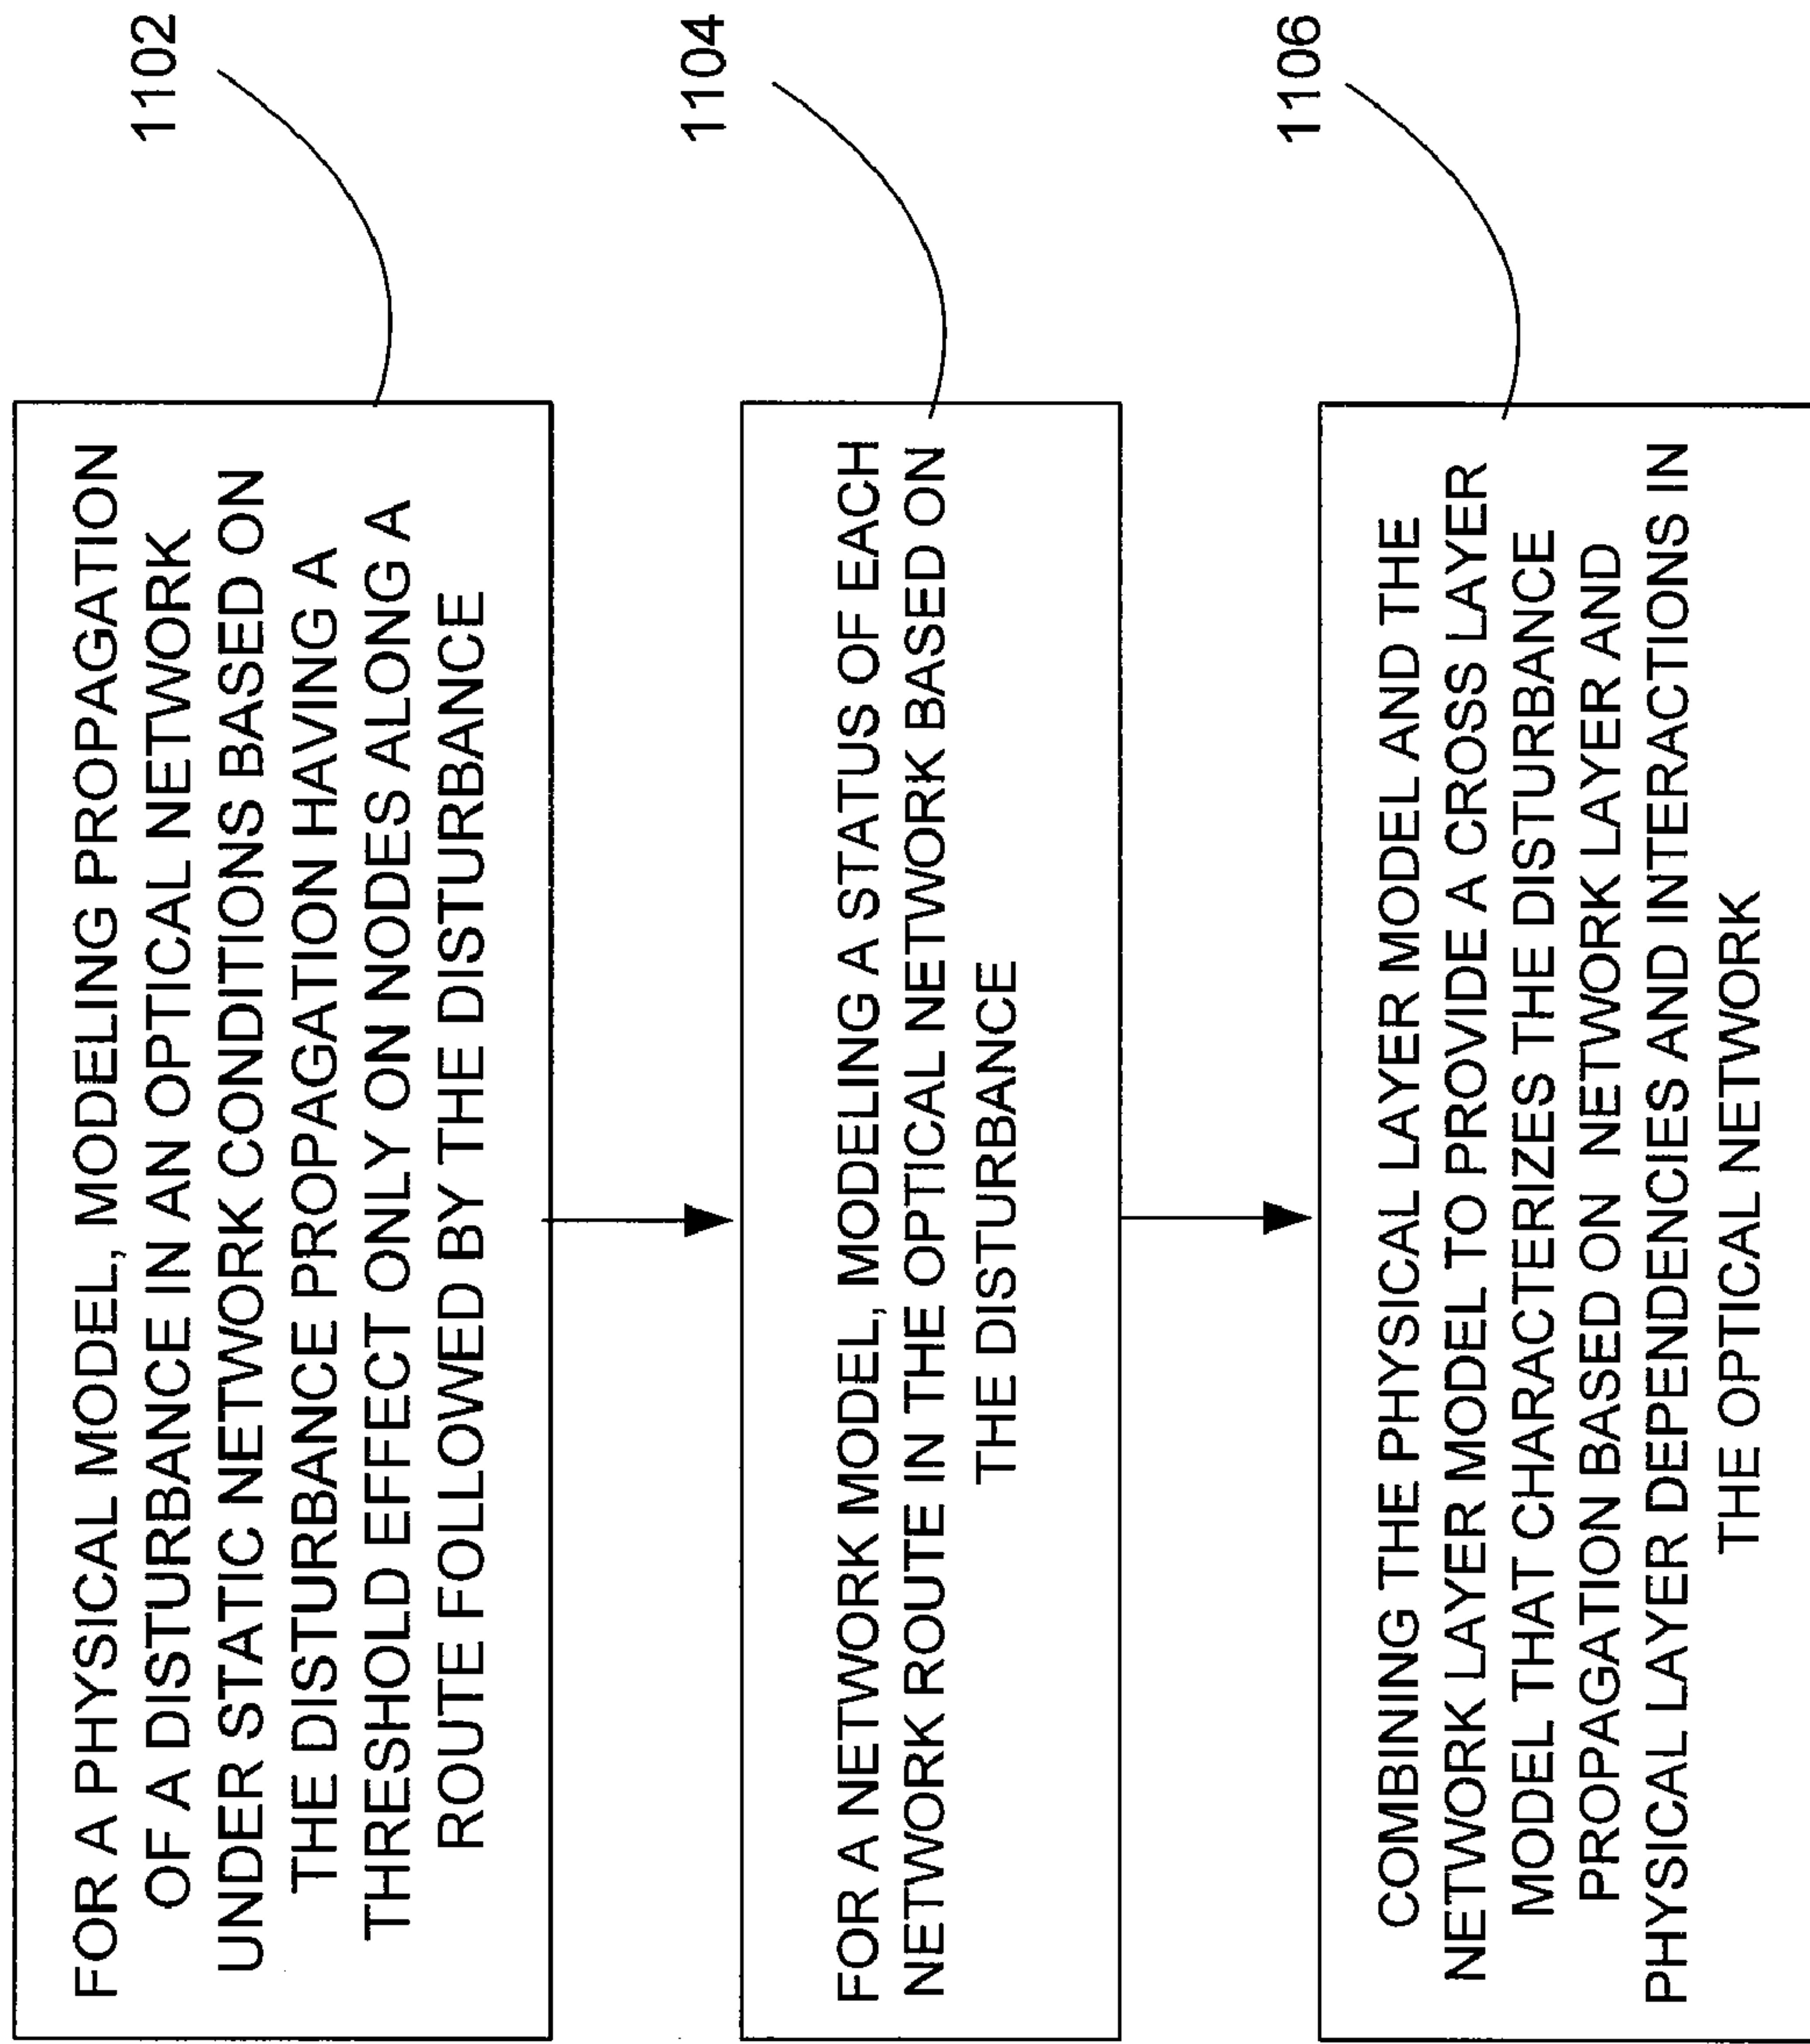 FOR A PHYSICAL MODEL, MODELING PROPAGATION
OF A DISTURBANCE IN AN OPTICAL NETWORK
UNDER STATIC NETWORK CONDITIONS BASED ON
THE DISTURBANCE PROPAGATION HAVING A
THRESHOLD EFFECT ONLY ON NODES ALONG A
ROUTE FOLLOWED BY THE DISTURBANCE
1102
FOR A NETWORK MODEL, MODELING A STATUS OF EACH
NETWORK ROUTE IN THE OPTICAL NETWORK BASED ON
THE DISTURBANCE
1104
COMBINING THE PHYSICAL LAYER MODEL AND THE
NETWORK LAYER MODEL TO PROVIDE A CROSS LAYER
MODEL THAT CHARACTERIZES THE DISTURBANCE
PROPAGATION BASED ON NETWORK LAYER AND
PHYSICAL LAYER DEPENDENCIES AND INTERACTIONS IN
THE OPTICAL NETWORK
1106